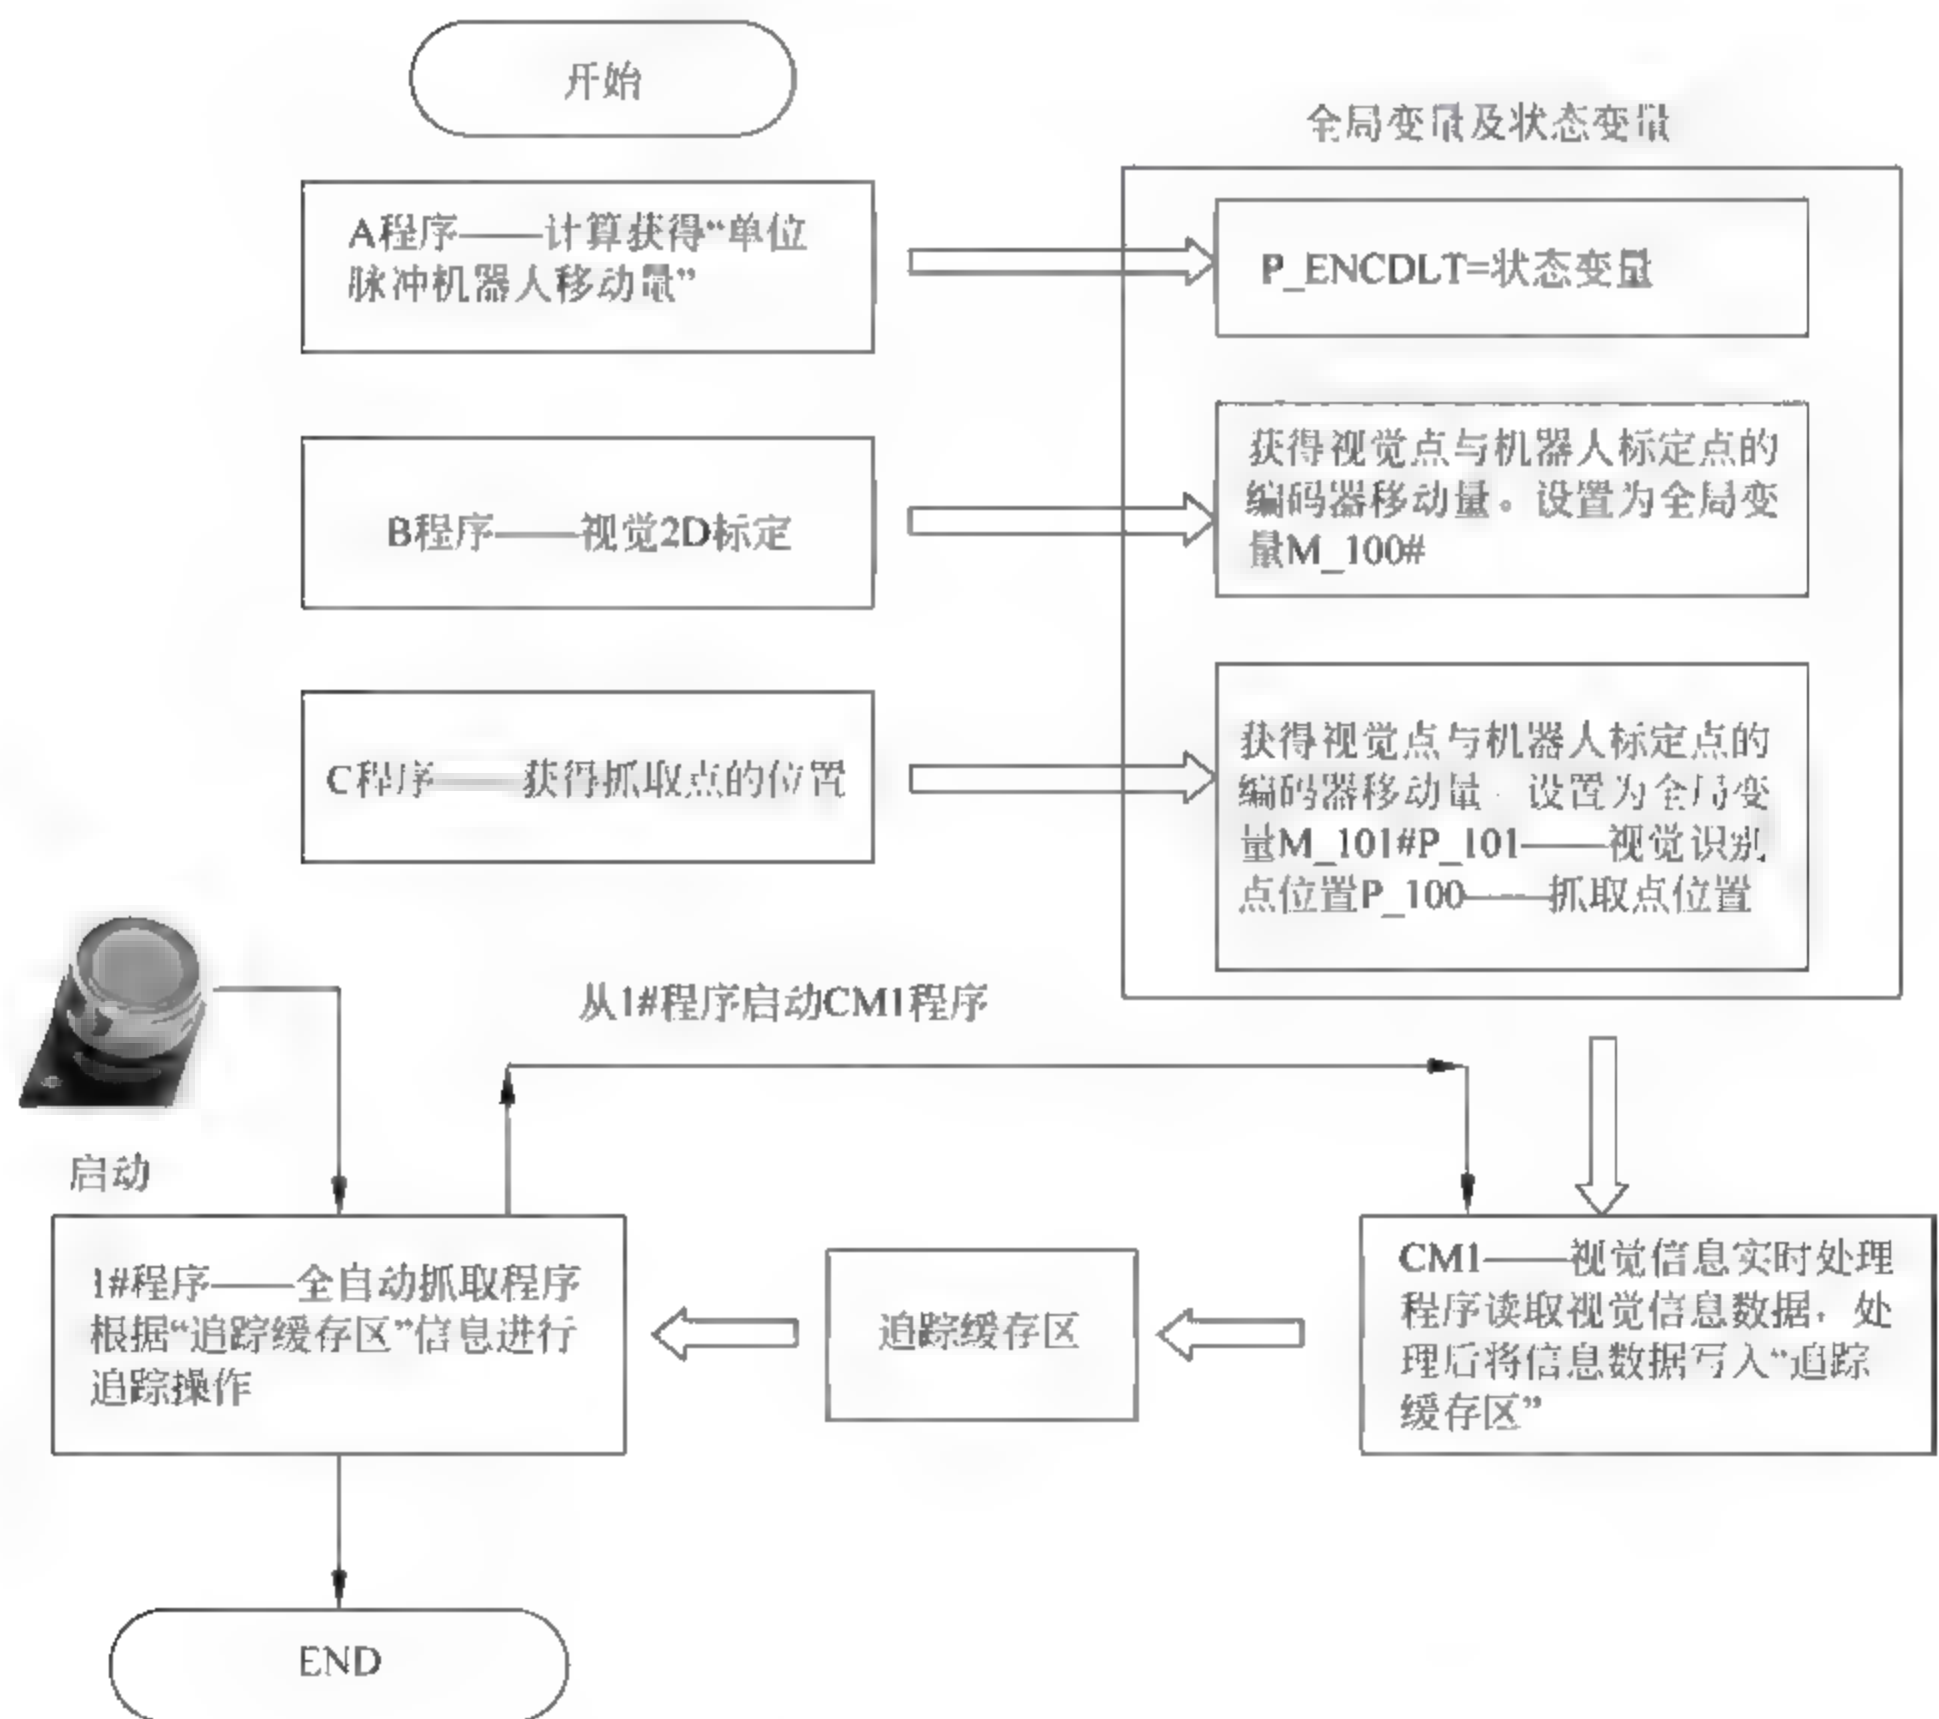 开始
全局变量及状态变量
A程序——计算获得“单位
脉冲机器人移动量”
P_ENCDLT=状态变量
B程序——视觉2D标定
获得视觉点与机器人标定点的
编码器移动量。设置为全局变
量M_100#
C程序——获得抓取点的位置
获得视觉点与机器人标定点的
编码器移动量 设置为全局变
量M_101#P_101——视觉识别
点位置P_100——抓取点位置
从1#程序启动CM1程序
启动
1#程序——全自动抓取程序
根据“追踪缓存区”信息进行
追踪操作
追踪缓存区
CM1——视觉信息实时处理
程序读取视觉信息数据，处
理后将信息数据写入“追踪
缓存区”
END